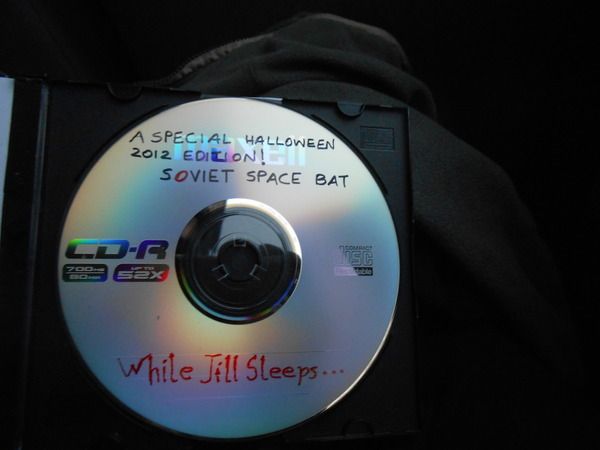 A SPECIAL HALLOWEEN
2012 EDITION!
SOVIET SPACE BAT
CD-R
700MB
80MIN
UP TO
52X
COMPACT
DISC
Recordable
While Jill Sleeps...